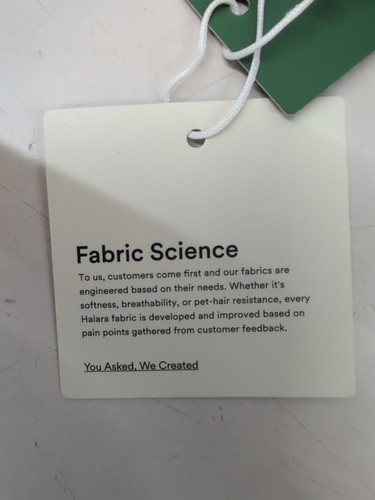 Fabric Science
To us, customers come first and our fabrics are
engineered based on their needs. Whether it's
softness, breathability, or pet-hair resistance, every
Halara fabric is developed and improved based on
pain points gathered from customer feedback.
You Asked, We Created